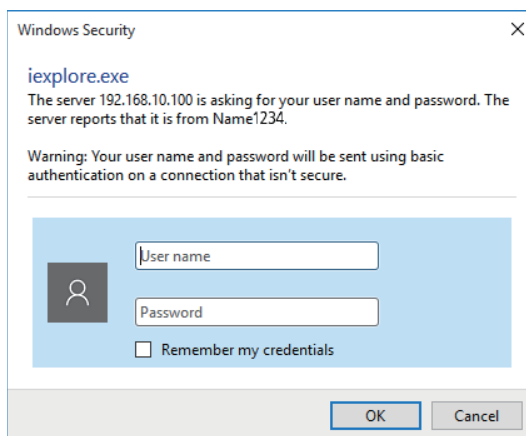 Windows Security
iexplore.exe
The server 192.168.10.100 is asking for your user name and password. The
server reports that it is from Name1234.
Warning: Your user name and password will be sent using basic
authentication on a connection that isn't secure.
User name
Password
Remember my credentials
OK Cancel